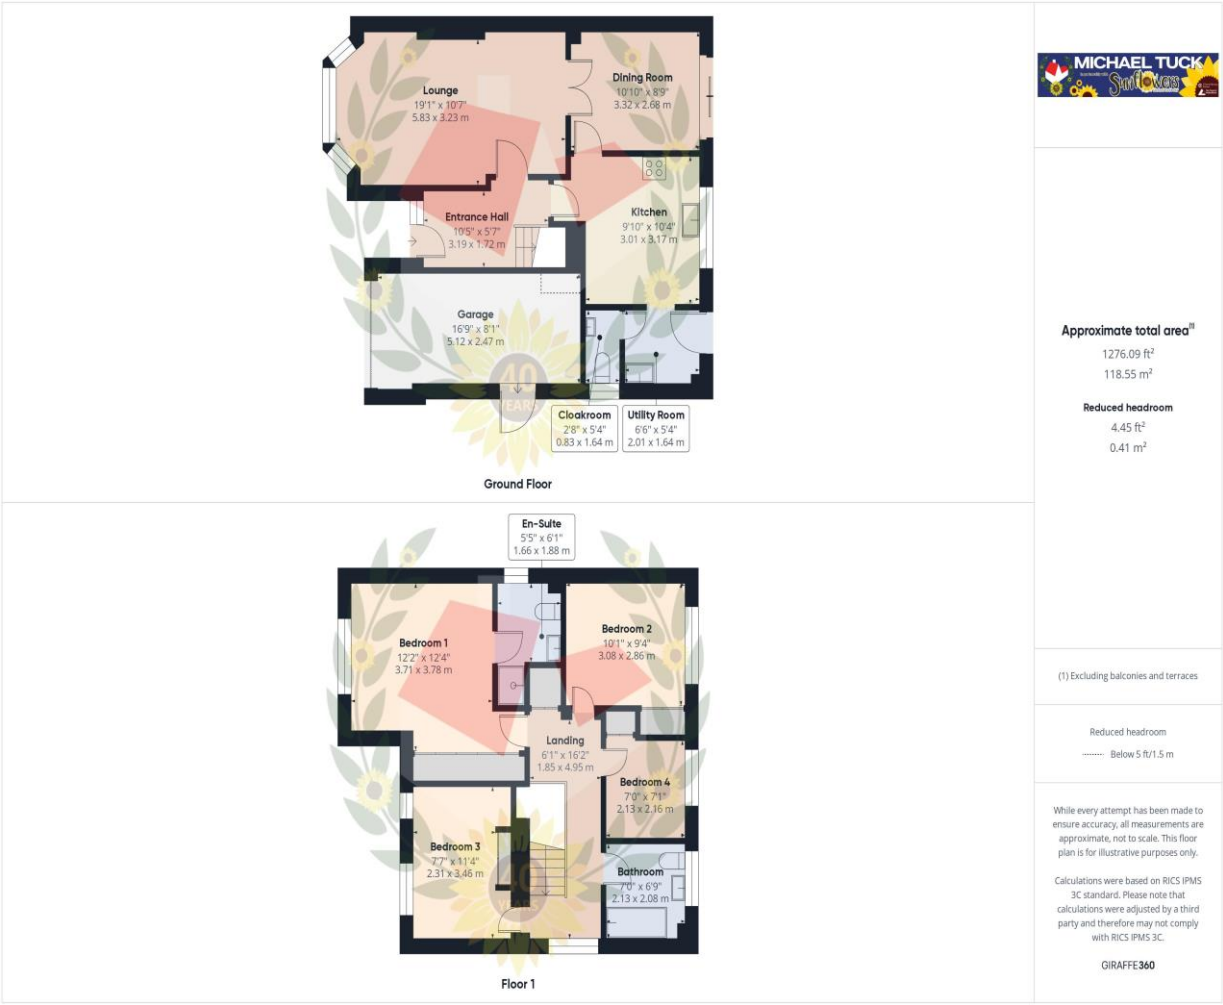 Lounge
19'1" x 10'7"
5.83 x 3.23 m
Dining Room
10'10" x 8'9"
3.32 x 2.68 m
Entrance Hall
10'5" x 5'7"
3.19 x 1.72 m
Kitchen
9'10" x 10'4"
3.01 x 3.17 m
Garage
16'9" x 8'1"
5.12 x 2.47 m
40
YEARS
Cloakroom
2'8" x 5'4"
0.83 x 1.64 m
Utility Room
6'6" x 5'4"
2.01 x 1.64 m
Ground Floor
En-Suite
5'5" x 6'1"
1.66 x 1.88 m
Bedroom 1
12'2" x 12'4"
3.71 x 3.78 m
Bedroom 2
10'1" x 9'4"
3.08 x 2.86 m
Landing
6'1" x 16'2"
1.85 x 4.95 m
Bedroom 4
7'0" x 7'1"
2.13 x 2.16 m
Bedroom 3
7'7" x 11'4"
2.31 x 3.46 m
Bathroom
7'0" x 6'9"
2.13 x 2.08 m
40
YEARS
Floor 1
MICHAEL TUCK
Sunflowers
Approximate total area(1)
1276.09 ft²
118.55 m²
Reduced headroom
4.45 ft²
0.41 m²
(1) Excluding balconies and terraces
Reduced headroom
Below 5 ft/1.5 m
While every attempt has been made to
ensure accuracy, all measurements are
approximate, not to scale. This floor
plan is for illustrative purposes only.
Calculations were based on RICS IPMS
3C standard. Please note that
calculations were adjusted by a third
party and therefore may not comply
with RICS IPMS 3C.
GIRAFFE360